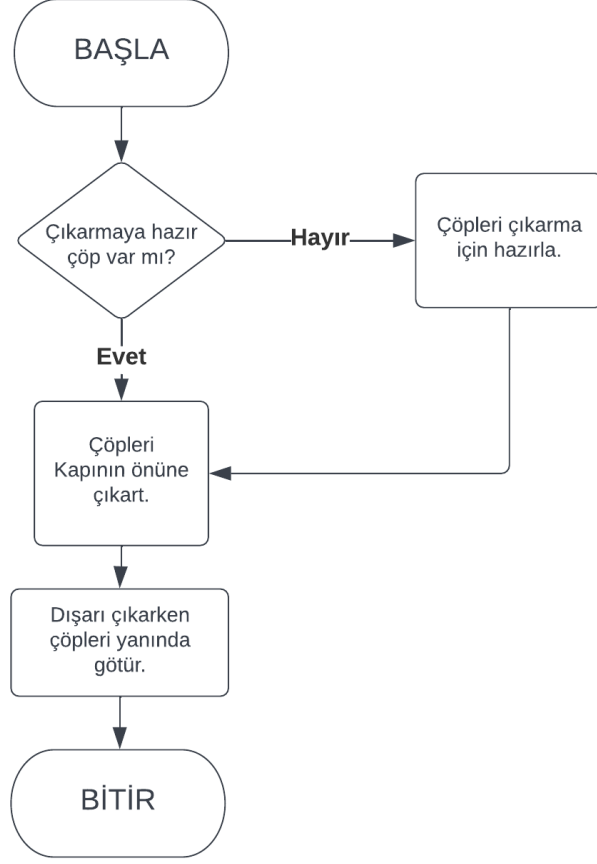 BAŞLA
Çıkarmaya hazır
çöp var mı?
Hayır
Çöpleri çıkarma
için hazırla.
Evet
Çöpleri
Kapının önüne
çıkart.
Dışarı çıkarken
çöpleri yanında
götür.
BİTİR